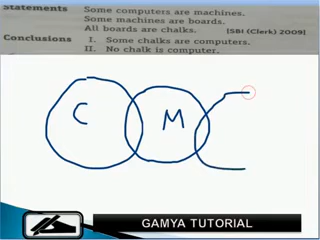 Statements Some computers are machines.
Some machines are boards.
All boards are chalks. [SBI (Clerk) 2009]
Conclusions I. Some chalks are computers.
II. No chalk is computer.
C M
GAMYA TUTORIAL